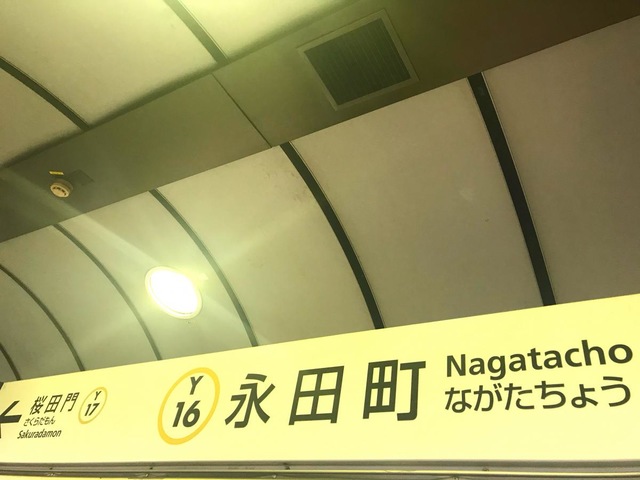 桜田門
さくらだもん
Sakuradamon
Y
17
Y
16
永田町
Nagatacho
ながたちょう